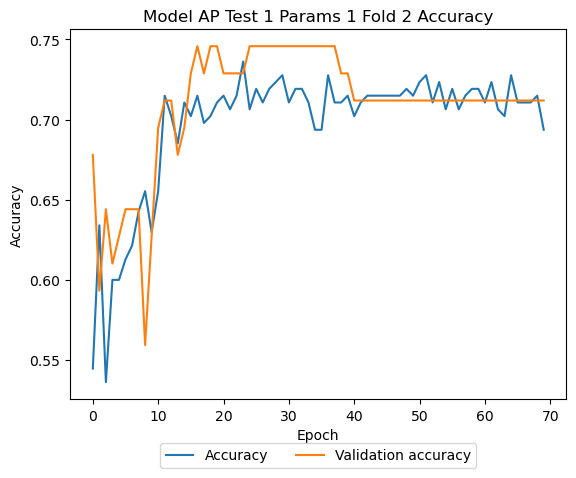 Model AP Test 1 Params 1 Fold 2 Accuracy
0.75
0.70
0.65
0.60
0.55
Accuracy
0 10 20 30 40 50 60 70
Epoch
Accuracy Validation accuracy